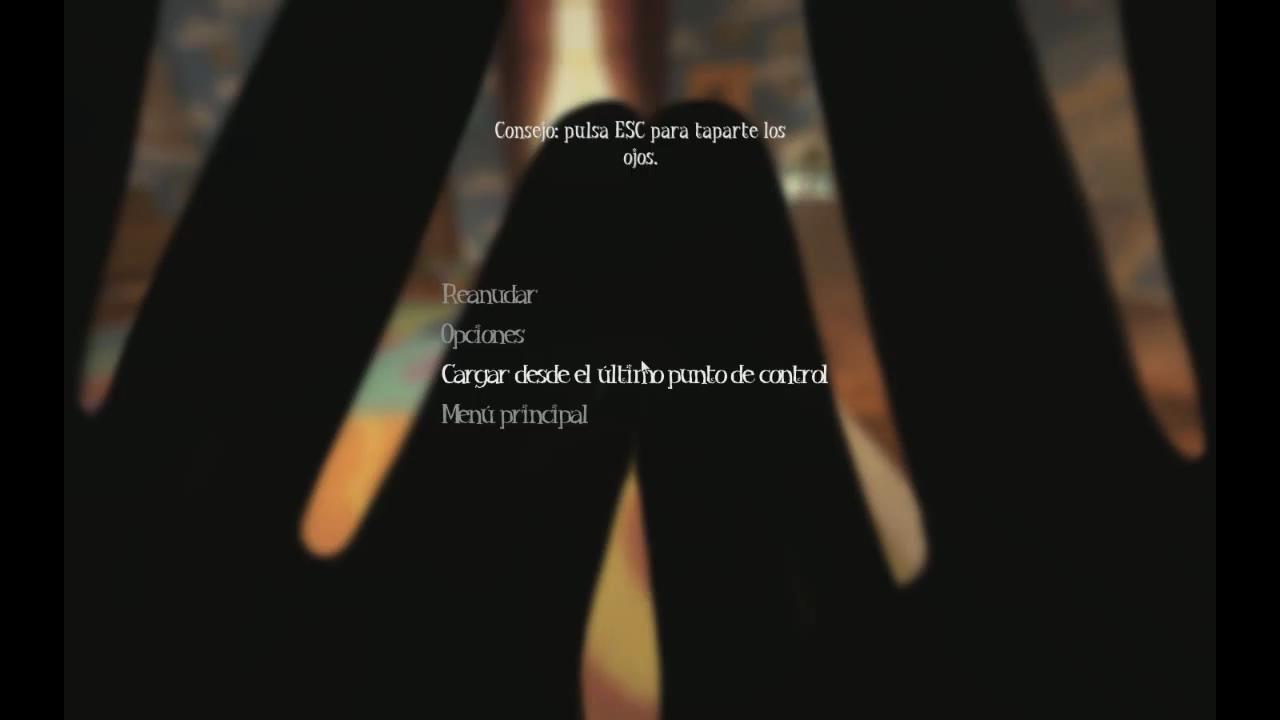 Consejo: pulsa ESC para taparte los
ojos.
Reanudar
Opciones
Cargar desde el último punto de control
Menú principal